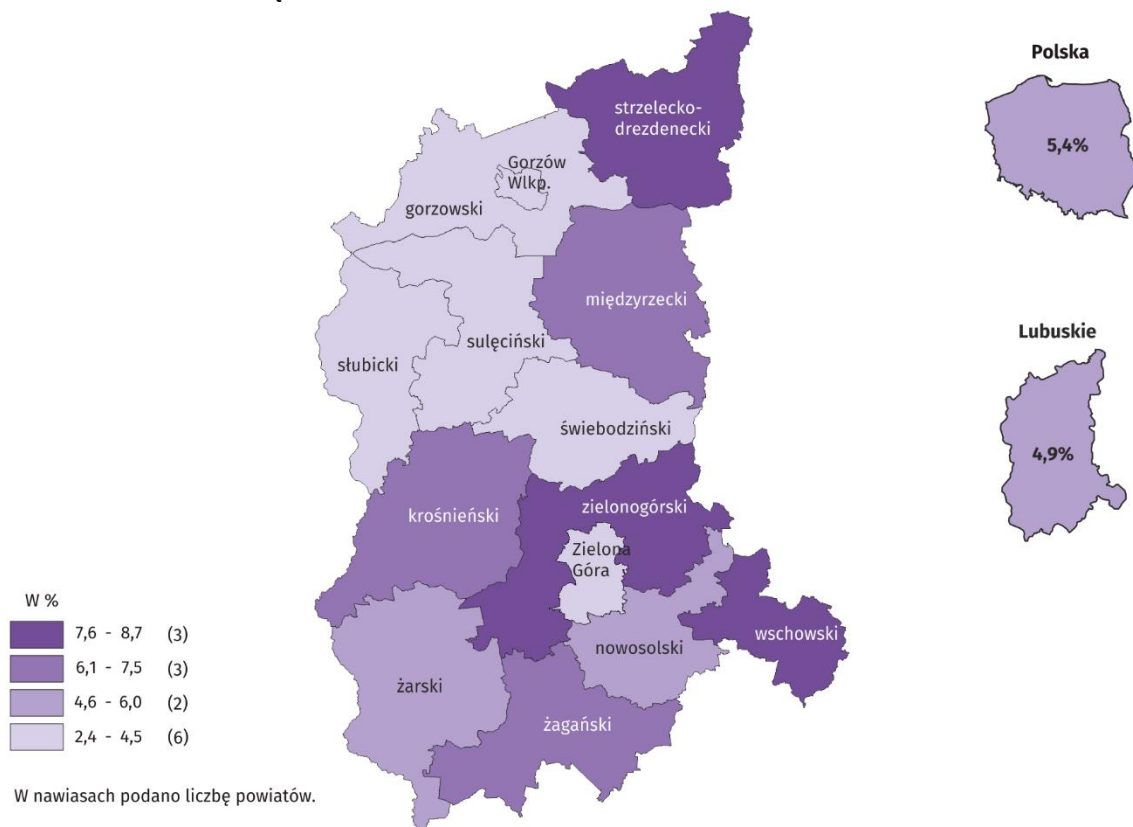 Polska
5,4%
strzelecko-
drezdenecki
Gorzów
Wlkp.
gorzowski
międzyrzecki
Lubuskie
4,9%
sulęciński
słubicki
świebodziński
zielonogórski
krośnieński
Zielona
Góra
wschowski
nowosolski
żarski
żagański
W %
7,6 - 8,7 (3)
6,1 - 7,5 (3)
4,6 - 6,0 (2)
2,4 - 4,5 (6)
W nawiasach podano liczbę powiatów.